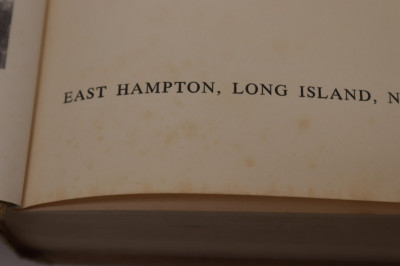 EAST HAMPTON, LONG ISLAND, N